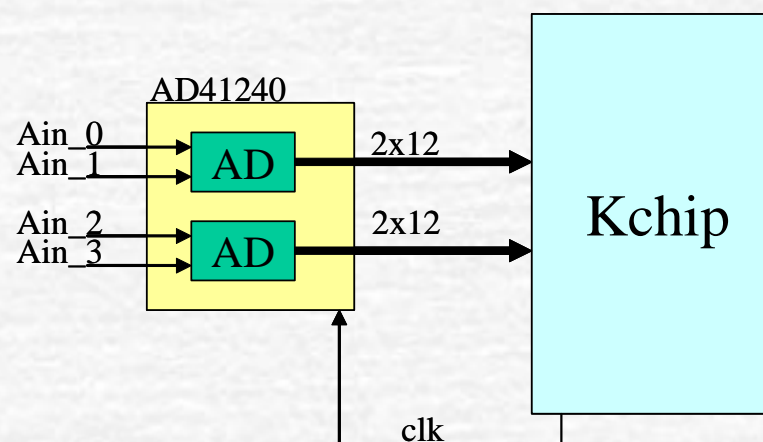 AD41240
Ain_0
Ain_1
AD
2x12
Ain_2
Ain_3
AD
2x12
Kchip
clk